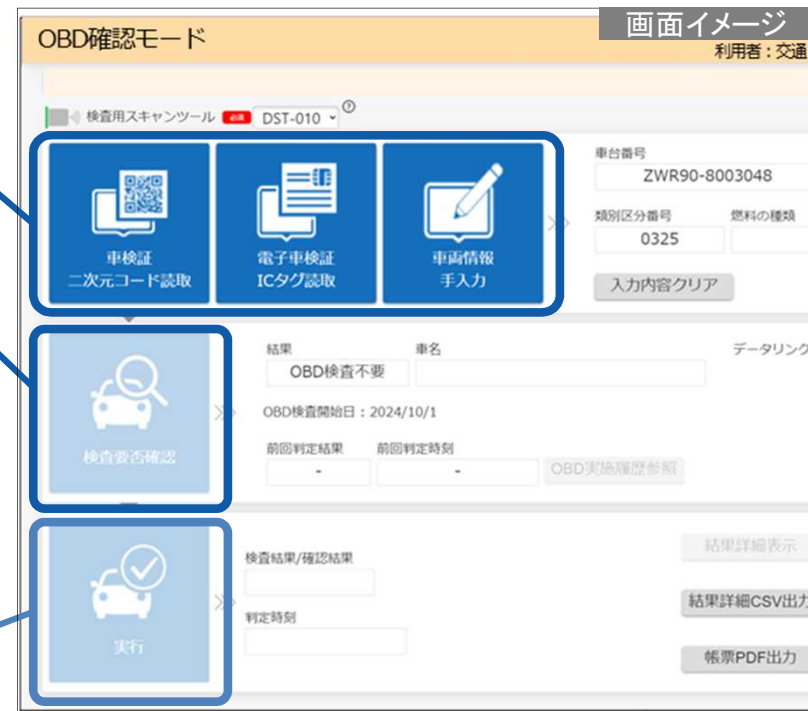 画面イメージ
OBD確認モード
利用者：交通
検査用スキャンツール 必須 DST-010
車検証
二次元コード読取
電子車検証
ICタグ読取
車両情報
手入力
車台番号
ZWR90-8003048
類別区分番号 燃料の種類
0325
入力内容クリア
検査要否確認
結果 車名 データリンク
OBD検査不要
OBD検査開始日：2024/10/1
前回判定結果 前回判定時刻
- - OBD実施履歴参照
実行
検査結果/確認結果
判定時刻
結果詳細表示
結果詳細CSV出力
帳票PDF出力